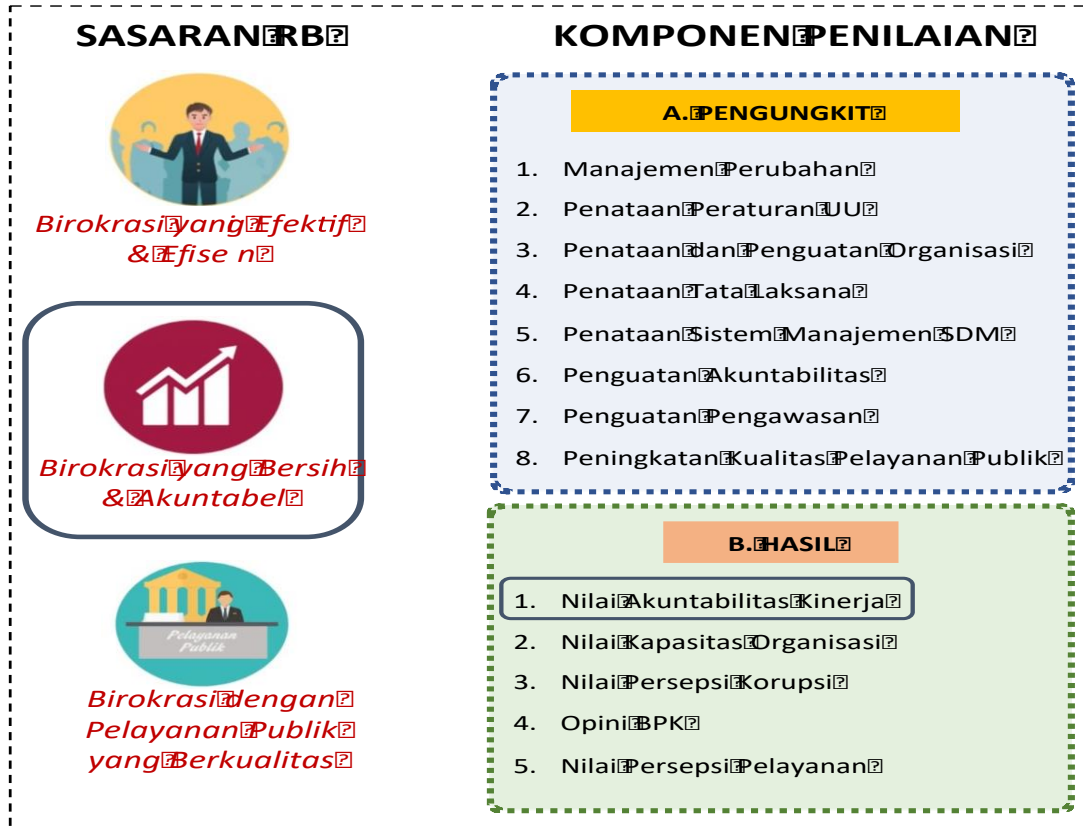 SASARAN RB
Birokrasi yang Efektif
& Efise n
Birokrasi yang Bersih
& Akuntabel
Pelayanan
Publik
Birokrasi dengan
Pelayanan Publik
yang Berkualitas
KOMPONEN PENILAIAN
A. PENGUNGKIT
1. Manajemen Perubahan
2. Penataan Peraturan UU
3. Penataan dan Penguatan Organisasi
4. Penataan Tata Laksana
5. Penataan Sistem Manajemen SDM
6. Penguatan Akuntabilitas
7. Penguatan Pengawasan
8. Peningkatan Kualitas Pelayanan Publik
B. HASIL
1. Nilai Akuntabilitas Kinerja
2. Nilai Kapasitas Organisasi
3. Nilai Persepsi Korupsi
4. Opini BPK
5. Nilai Persepsi Pelayanan